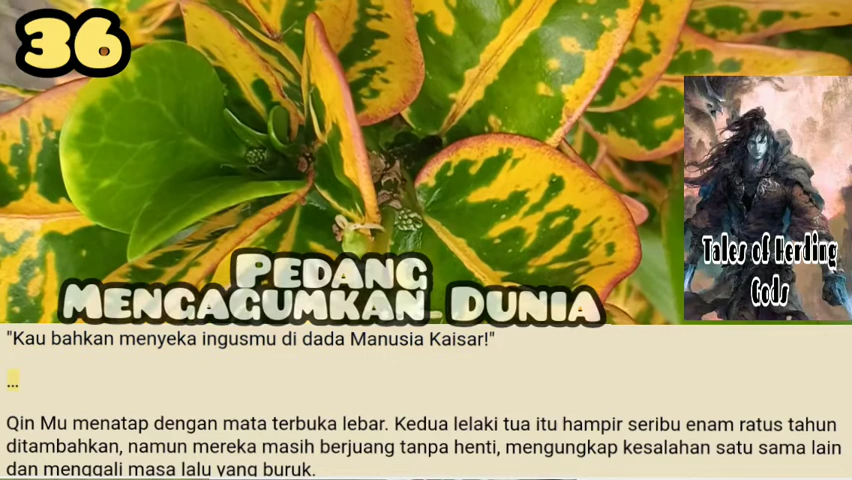 36
Tales of Herding
Gods
PEDANG
MENGAGUMKAN DUNIA
"Kau bahkan menyeka ingusmu di dada Manusia Kaisar!"
...
Qin Mu menatap dengan mata terbuka lebar. Kedua lelaki tua itu hampir seribu enam ratus tahun
ditambahkan, namun mereka masih berjuang tanpa henti, mengungkap kesalahan satu sama lain
dan menggali masa lalu yang buruk.